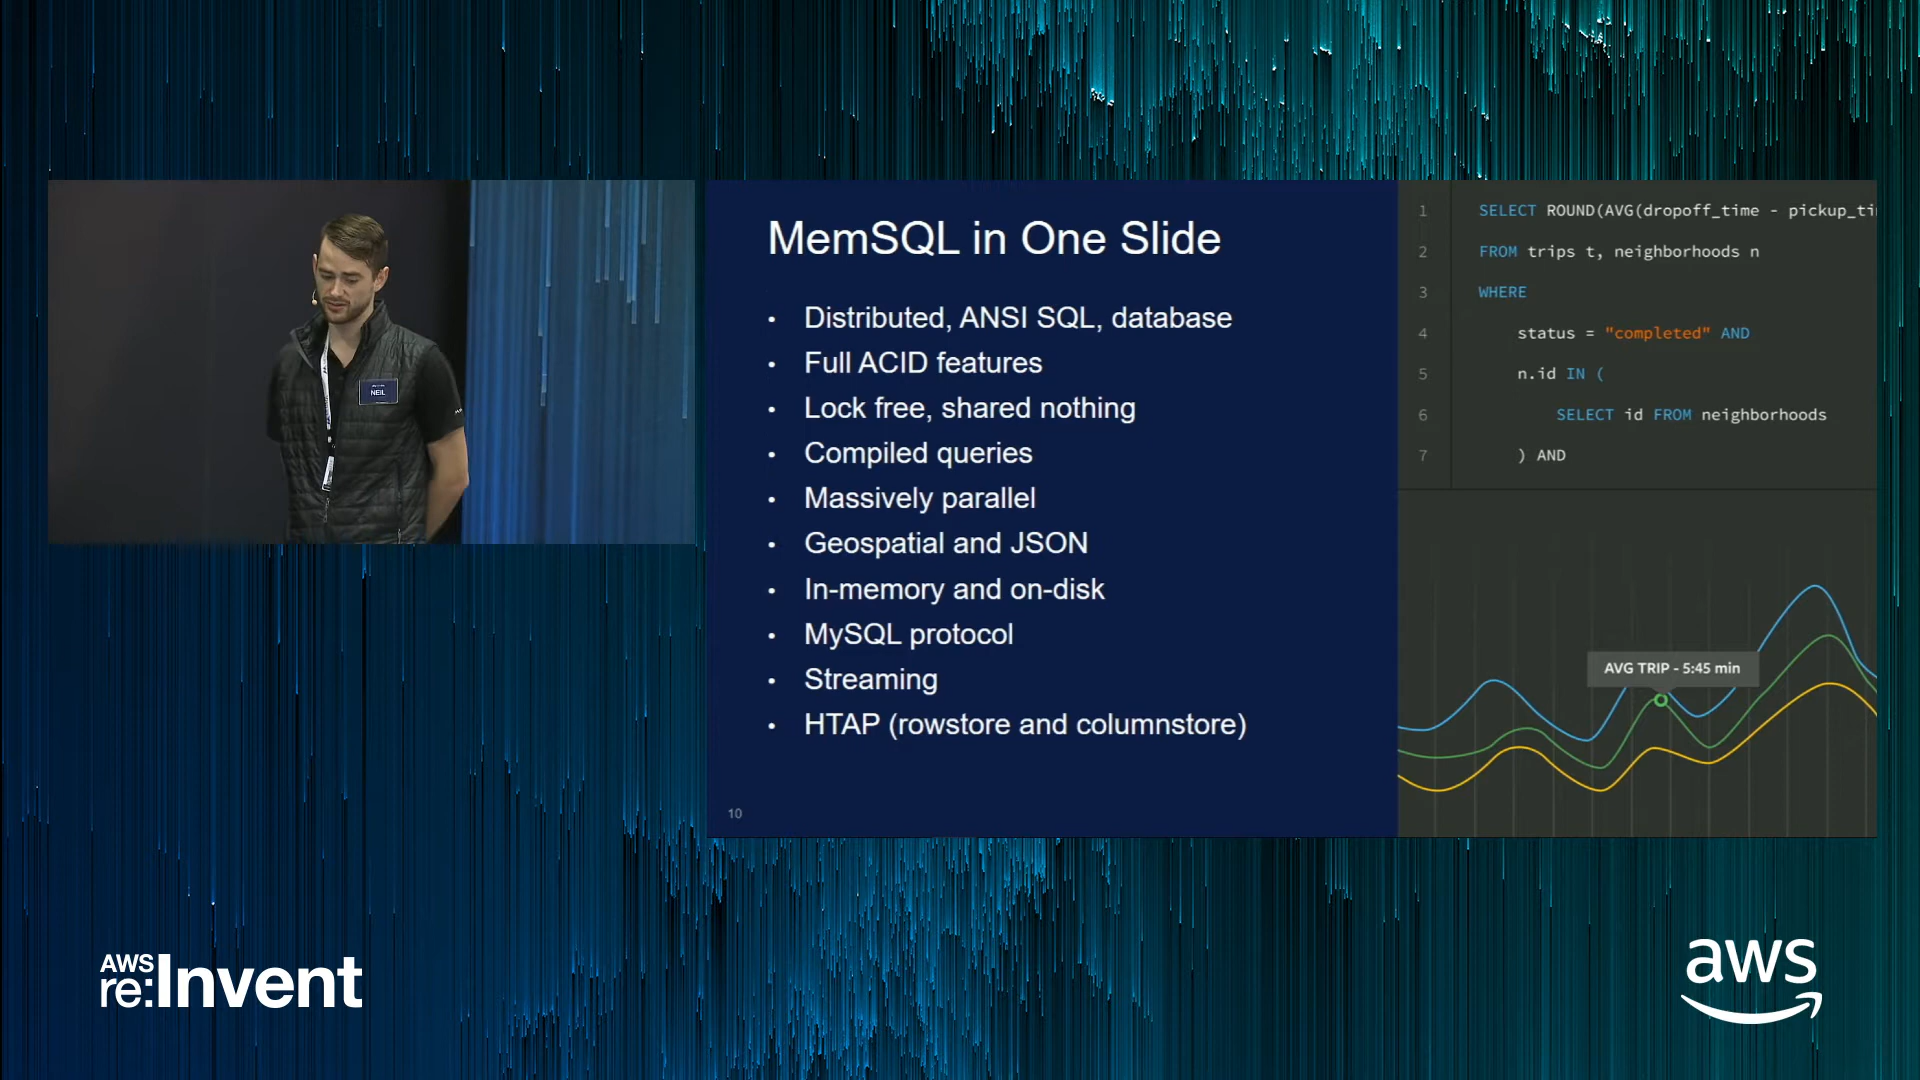 NEIL
MemSQL in One Slide
• Distributed, ANSI SQL, database
• Full ACID features
• Lock free, shared nothing
• Compiled queries
• Massively parallel
• Geospatial and JSON
• In-memory and on-disk
• MySQL protocol
• Streaming
• HTAP (rowstore and columnstore)
10
1 SELECT ROUND(AVG(dropoff_time - pickup_ti
2 FROM trips t, neighborhoods n
3 WHERE
4 status = "completed" AND
5 n.id IN (
6 SELECT id FROM neighborhoods
7 ) AND
AVG TRIP - 5:45 min
AWS
re:Invent
aws